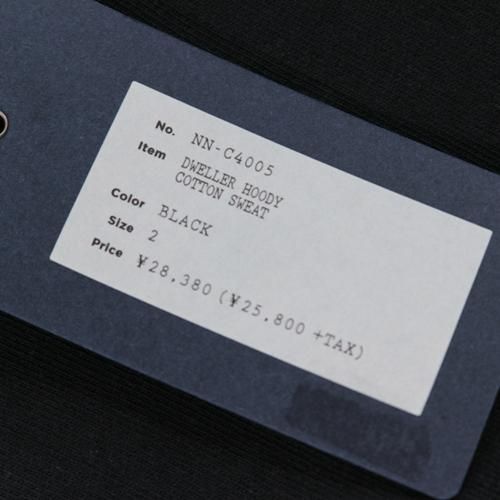 No. NN-C4005
Item DWELLER HOODY
COTTON SWEAT
Color BLACK
Size 2
Price ¥28,380 (¥25,800 +TAX)